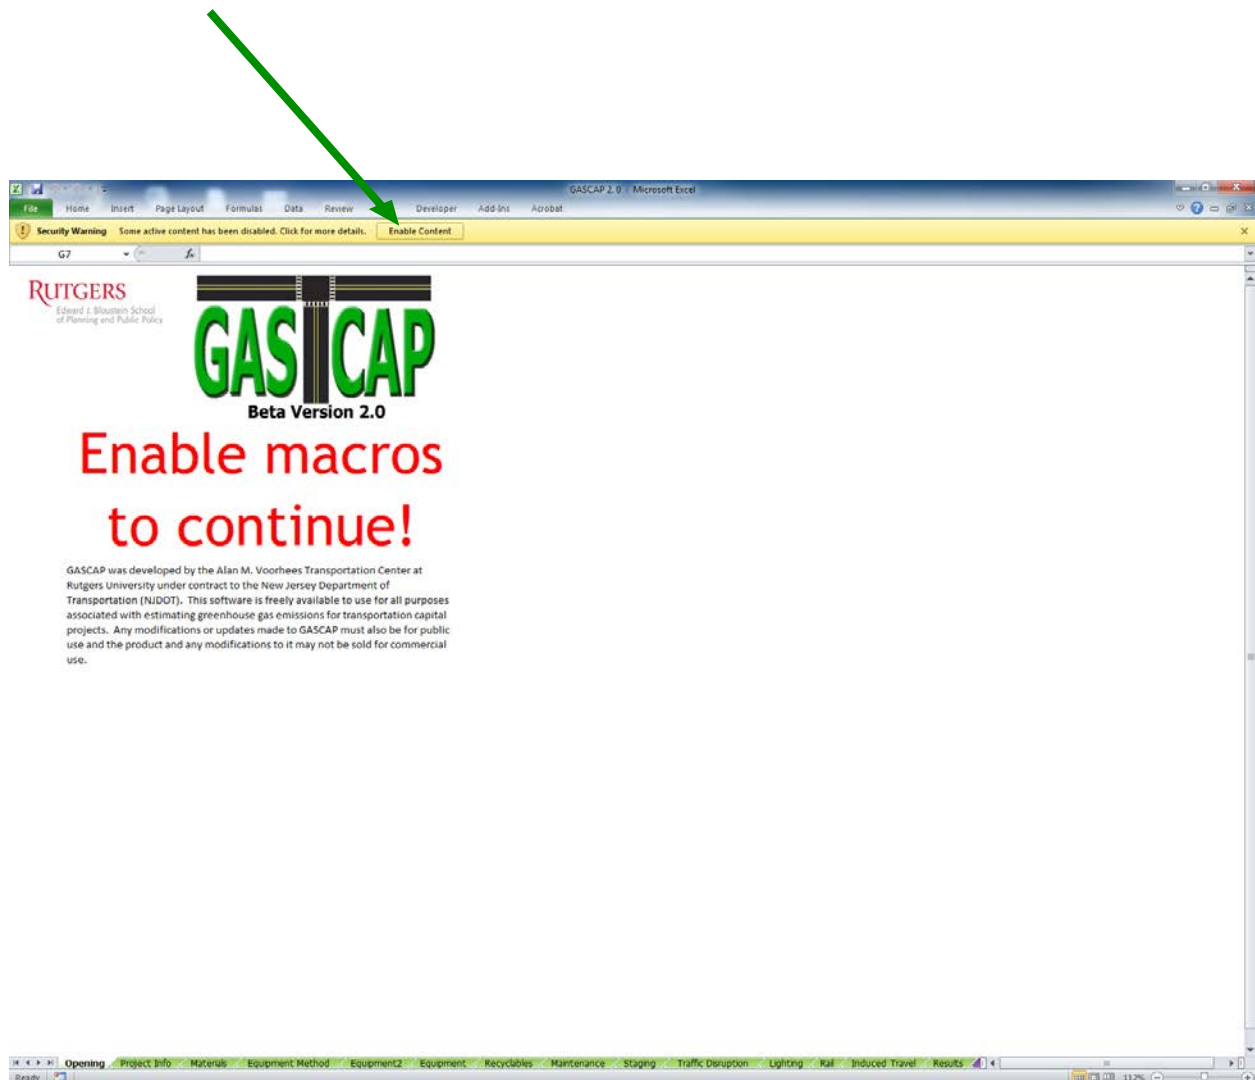 GASCAP 2.0 - Microsoft Excel
File Home Insert Page Layout Formulas Data Review Developer Add-Ins Acrobat
Security Warning Some active content has been disabled. Click for more details. Enable Content
G7 fx
RUTGERS
Edward J. Bloustein School
of Planning and Public Policy
GASCAP
Beta Version 2.0
Enable macros
to continue!
GASCAP was developed by the Alan M. Voorhees Transportation Center at
Rutgers University under contract to the New Jersey Department of
Transportation (NJDOT). This software is freely available to use for all purposes
associated with estimating greenhouse gas emissions for transportation capital
projects. Any modifications or updates made to GASCAP must also be for public
use and the product and any modifications to it may not be sold for commercial
use.
Opening Project Info Materials Equipment Method Equipment2 Equipment Recyclables Maintenance Staging Traffic Disruption Lighting Rail Induced Travel Results
Ready 112%